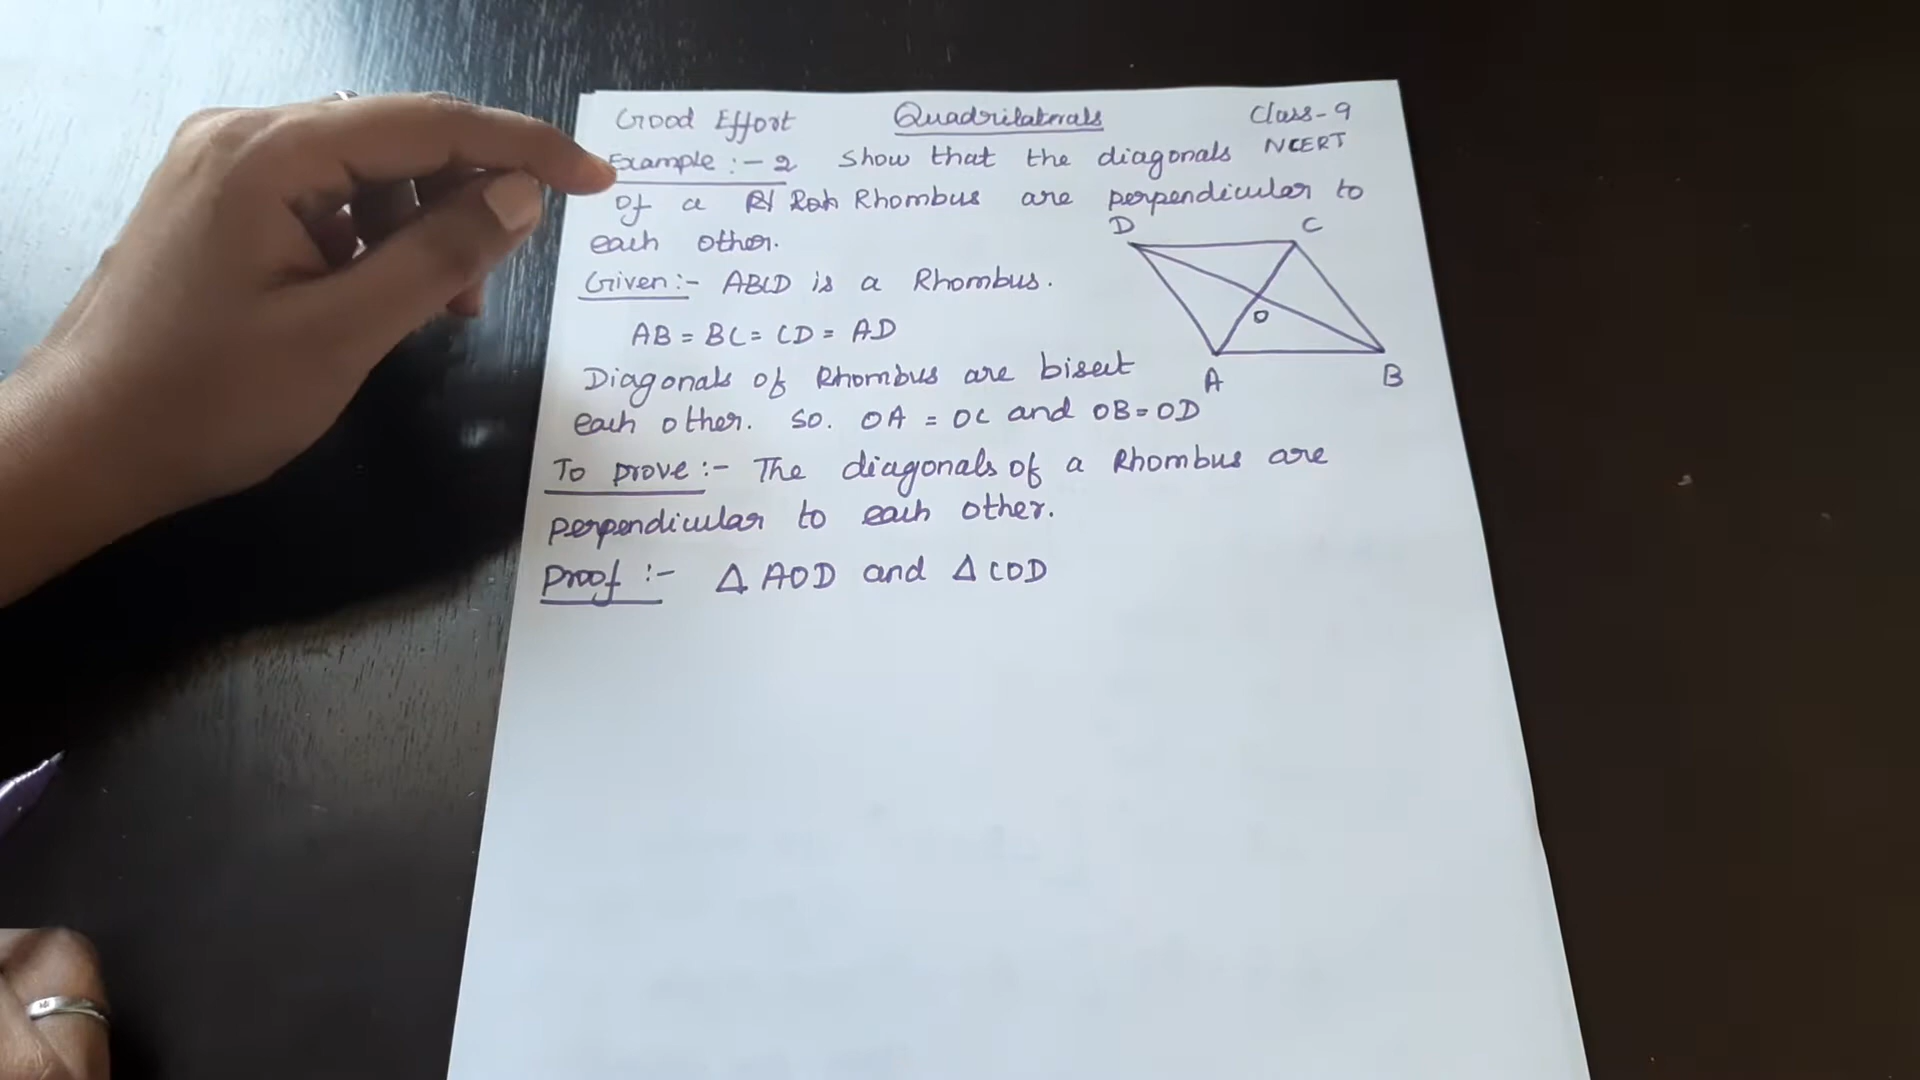 Good Effort Quadrilaterals Class-9
Example :- 2 Show that the diagonals NCERT
of a Rhombus are perpendicular to
each other.
D C
Given :- ABCD is a Rhombus.
O
AB = BC = CD = AD
Diagonals of Rhombus are bisect
A B
each other. so. OA = OC and OB = OD
To prove :- The diagonals of a Rhombus are
perpendicular to each other.
Proof :- Δ AOD and Δ COD